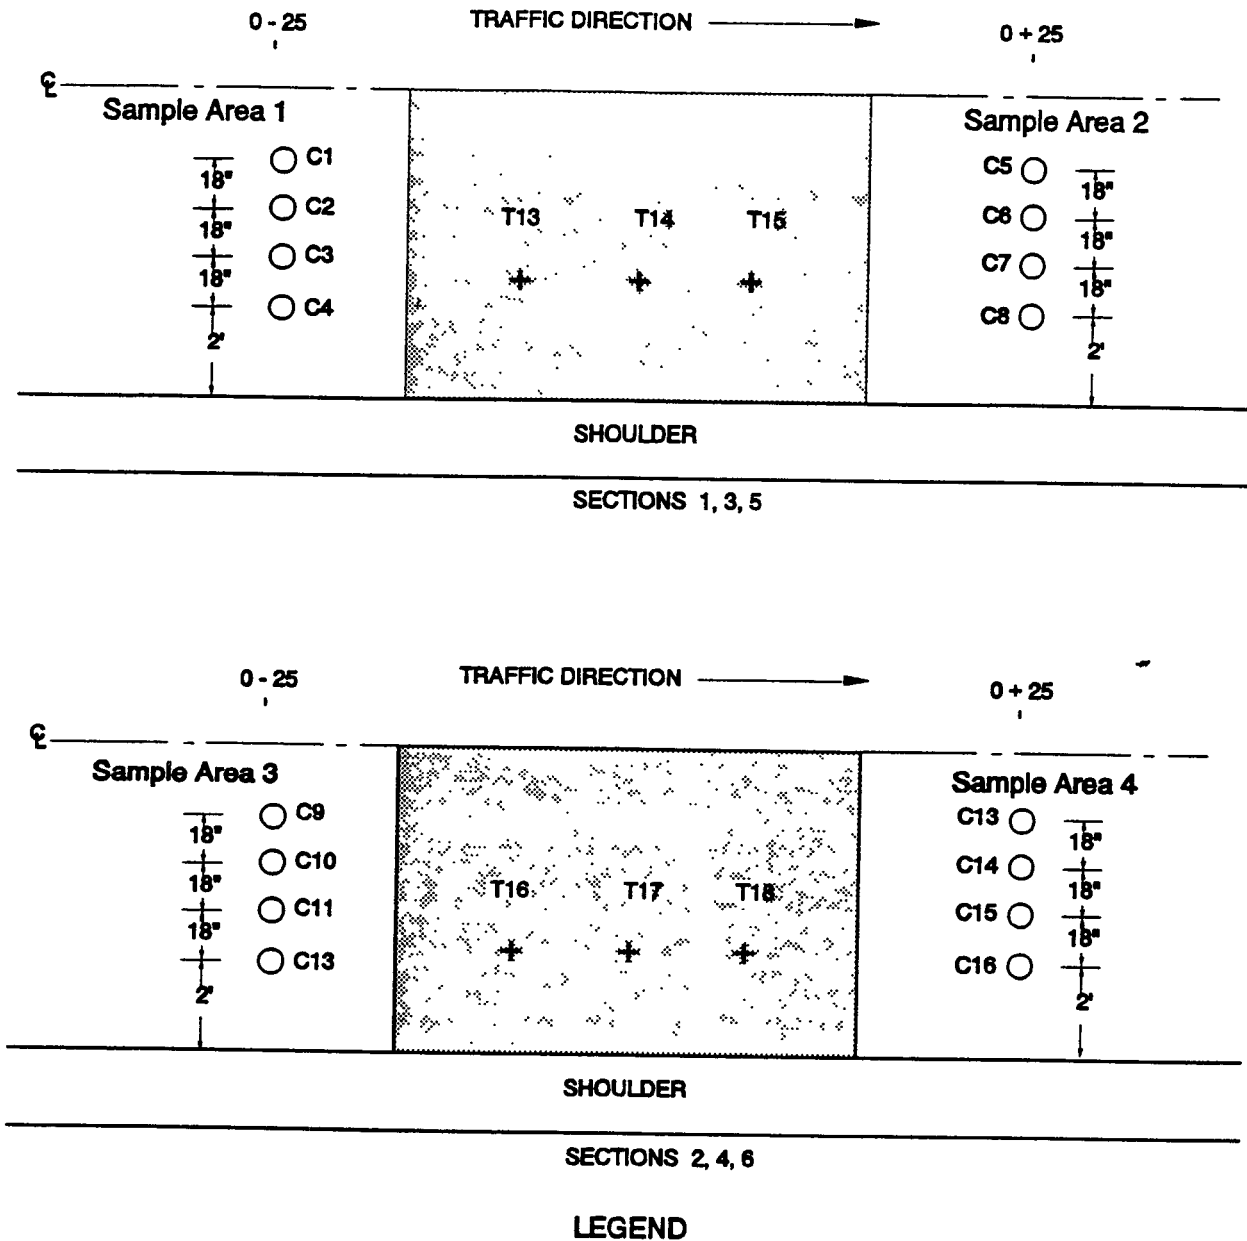 0 - 25 TRAFFIC DIRECTION 0 + 25
℄
Sample Area 1 Sample Area 2
C1 C5
18" 18"
C2 T13 T14 T15 C6
18" 18"
C3 C7
18" 18"
C4 C8
2' 2'
SHOULDER
SECTIONS 1, 3, 5
0 - 25 TRAFFIC DIRECTION 0 + 25
℄
Sample Area 3 Sample Area 4
C9 C13
18" 18"
C10 C14
18" T16 T17 T18 18"
C11 C15
18" 18"
C13 C16
2' 2'
SHOULDER
SECTIONS 2, 4, 6
LEGEND